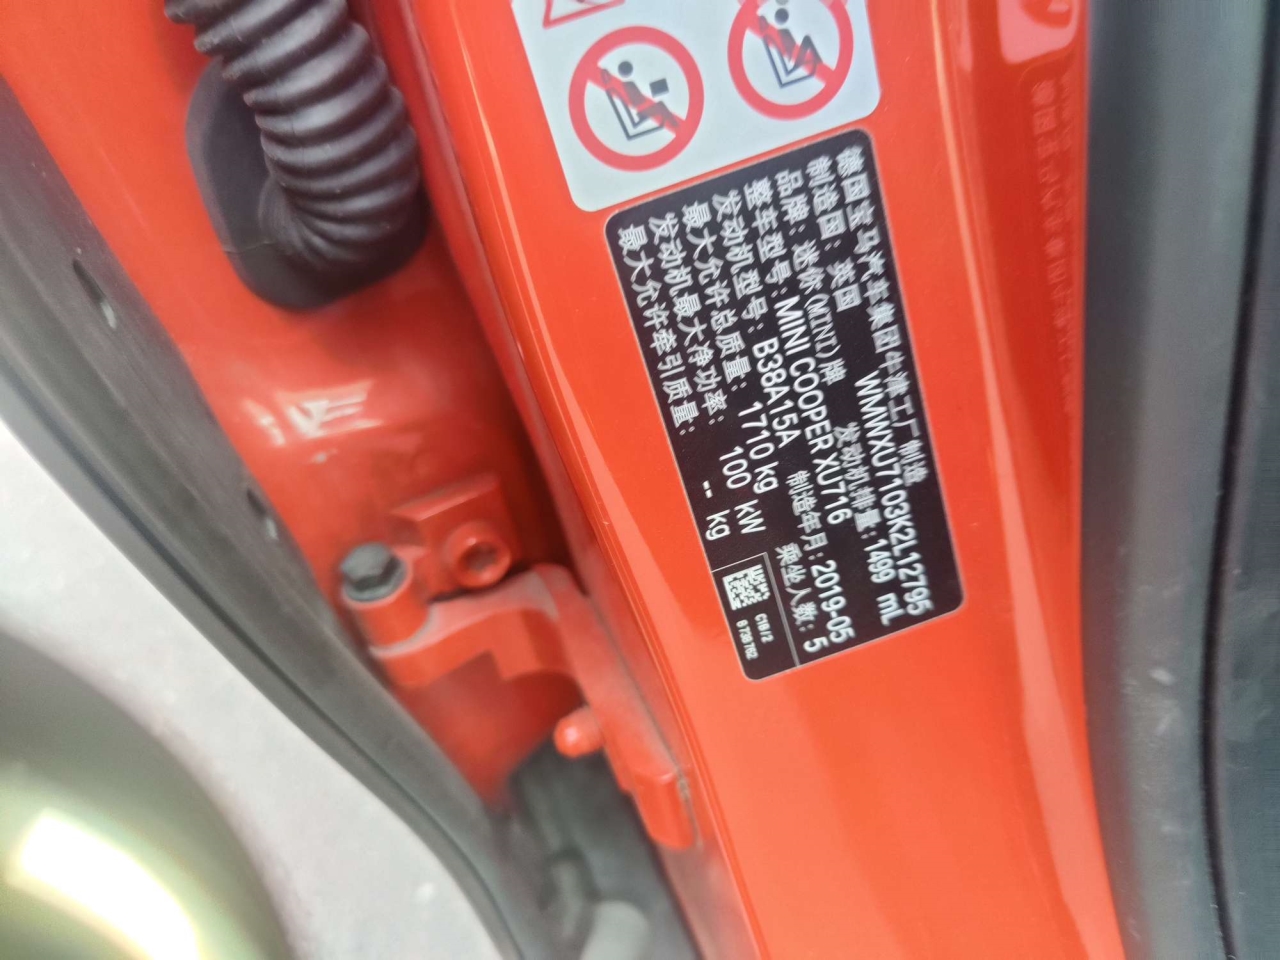 德国宝马汽车集团牛津工厂制造
制造国: 英国 WMWXU7103K2L12795
品牌: 迷你(MINI)牌 发动机排量: 1499 mL
整车型号: MINI COOPER XU716
发动机型号: B38A15A 制造年月: 2019-05
最大允许总质量: 1710 kg 乘坐人数: 5
发动机最大净功率: 100 kW
最大允许牵引质量: -- kg
C18/2